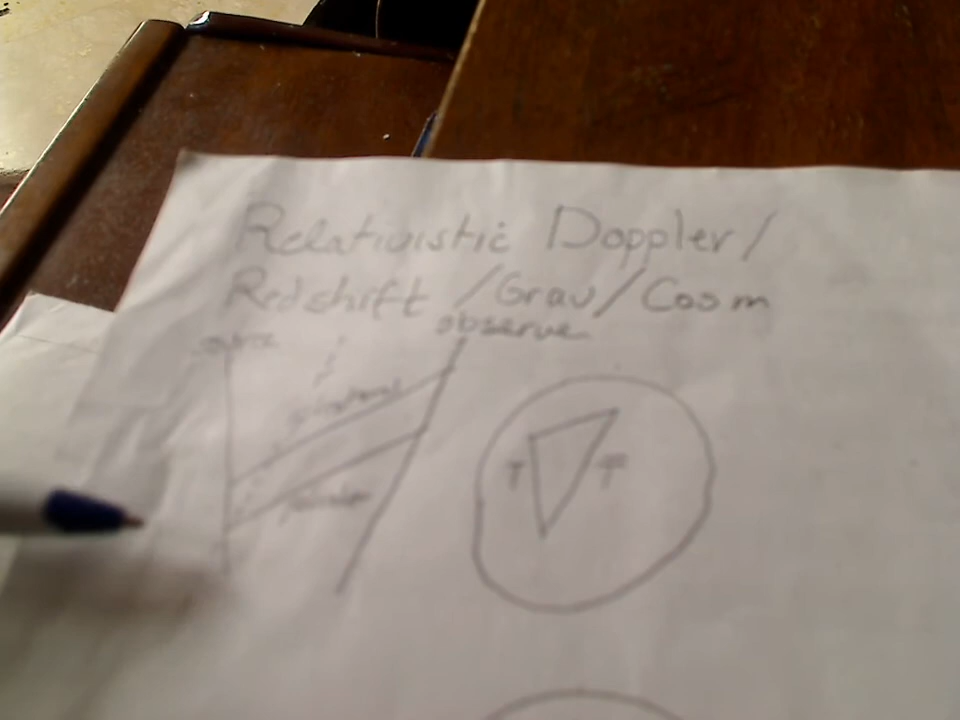 Relativistic Doppler/
Redshift /Grav/Cosm
observe
T T